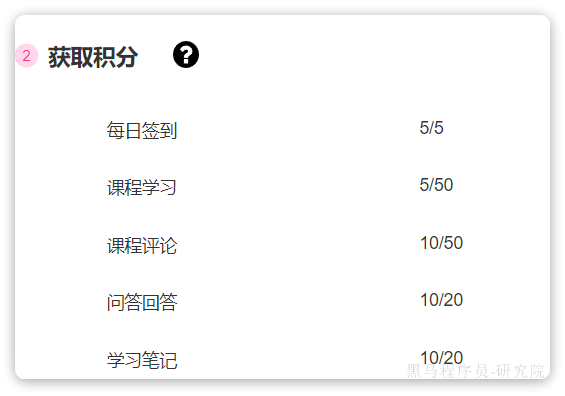 2 获取积分 ?
每日签到 5/5
课程学习 5/50
课程评论 10/50
问答回答 10/20
学习笔记 10/20
黑马程序员-研究院